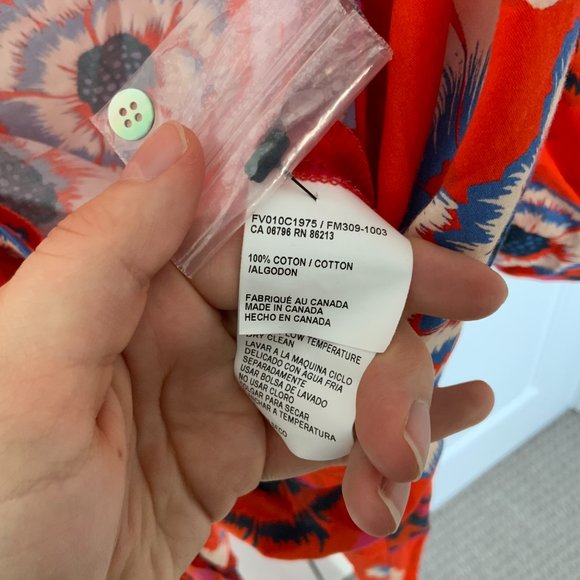 FV010C1975 / FM309-1003
CA 06796 RN 86213
100% COTON / COTTON
/ALGODON
FABRIQUÉ AU CANADA
MADE IN CANADA
HECHO EN CANADA
LOW TEMPERATURE
DRY CLEAN
LAVAR A LA MAQUINA CICLO
DELICADO CON AGUA FRIA
SEPARADAMENTE
USAR BOLSA DE LAVADO
NO USAR CLORO
PARA SECAR
A TEMPERATURA